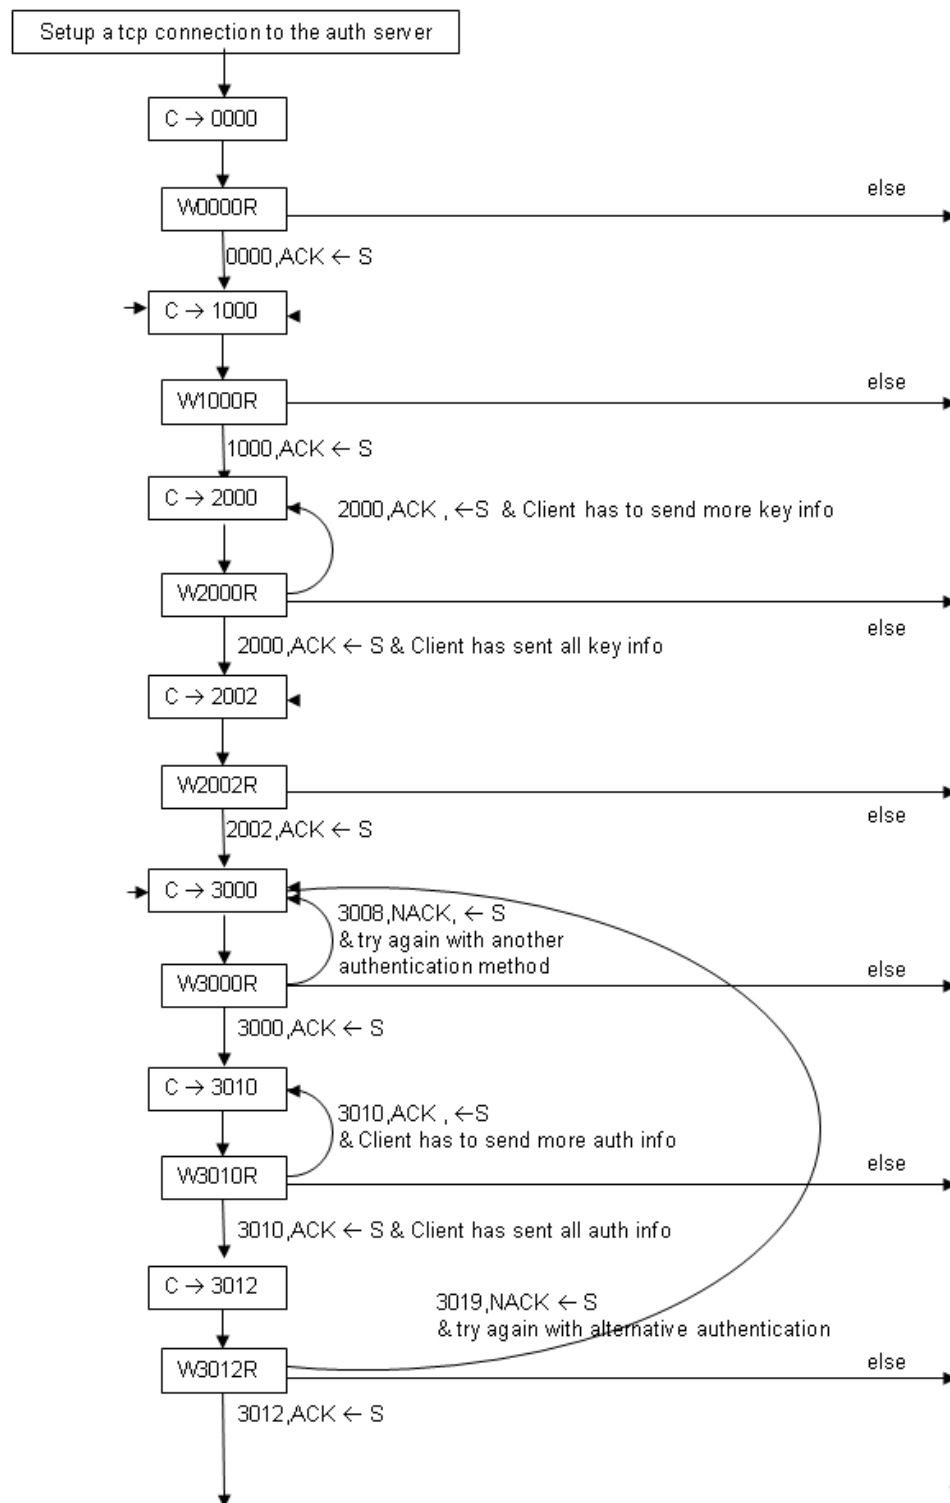 Setup a tcp connection to the auth server
C → 0000
else
W0000R
0000,ACK ← S
C → 1000
else
W1000R
1000,ACK ← S
C → 2000
2000,ACK , ←S & Client has to send more key info
W2000R
else
2000,ACK ← S & Client has sent all key info
C → 2002
W2002R
else
2002,ACK ← S
C → 3000
3008,NACK, ← S
& try again with another
authentication method
else
W3000R
3000,ACK ← S
C → 3010
3010,ACK , ←S
& Client has to send more auth info
else
W3010R
3010,ACK ← S & Client has sent all auth info
C → 3012
3019,NACK ← S
& try again with alternative authentication
else
W3012R
3012,ACK ← S